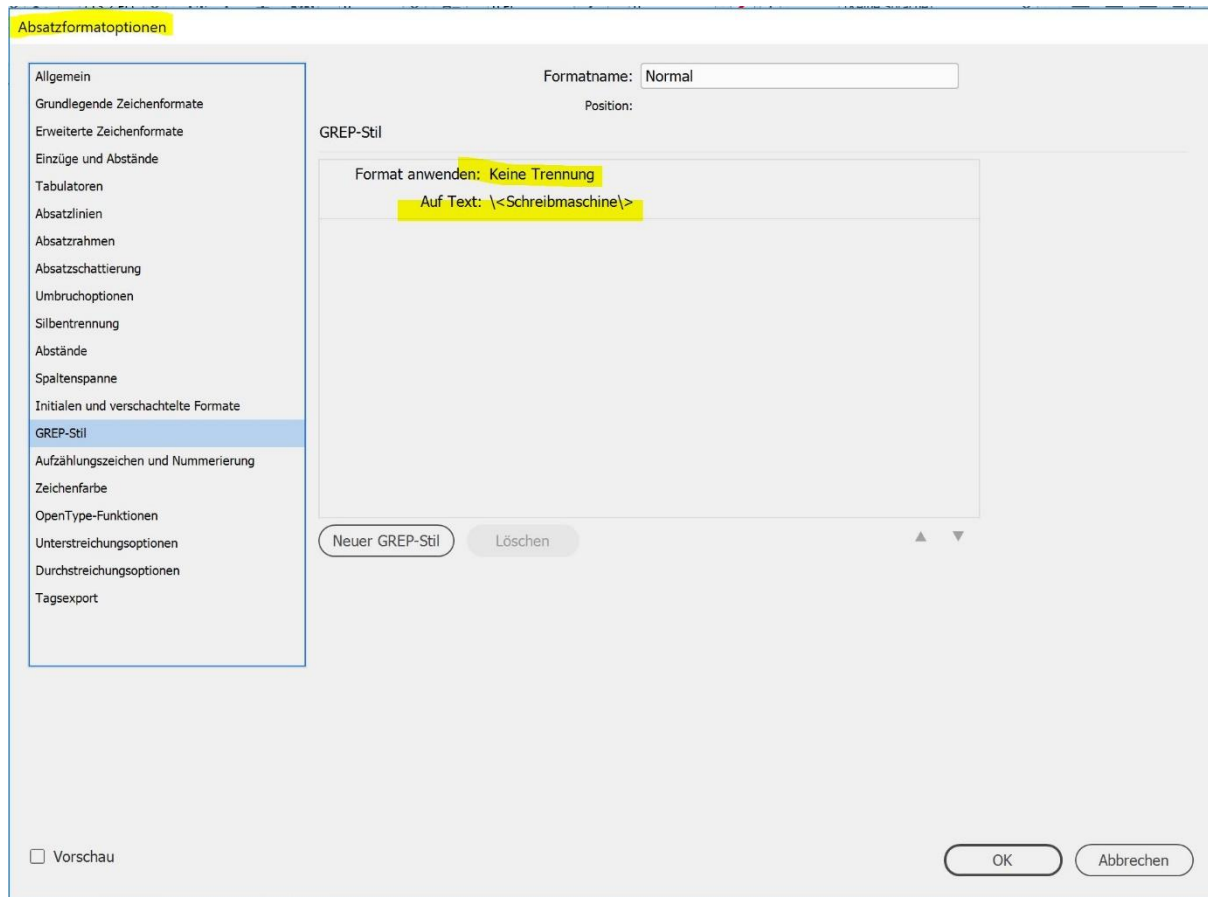 Absatzformatoptionen
Allgemein
Grundlegende Zeichenformate
Erweiterte Zeichenformate
Einzüge und Abstände
Tabulatoren
Absatzlinien
Absatzrahmen
Absatzschattierung
Umbruchoptionen
Silbentrennung
Abstände
Spaltenspanne
Initialen und verschachtelte Formate
GREP-Stil
Aufzählungszeichen und Nummerierung
Zeichenfarbe
OpenType-Funktionen
Unterstreichungsoptionen
Durchstreichungsoptionen
Tagsexport
Formatname: Normal
Position:
GREP-Stil
Format anwenden: Keine Trennung
Auf Text: \<Schreibmaschine\>
Neuer GREP-Stil Löschen
Vorschau
OK Abbrechen